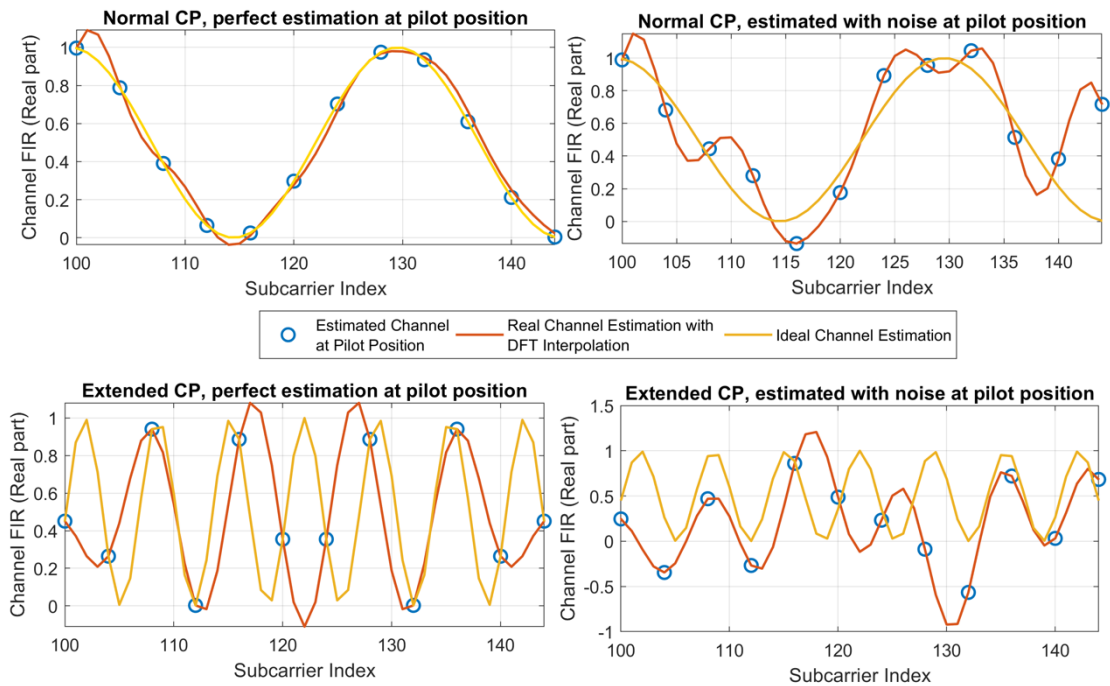 Normal CP, perfect estimation at pilot position
Channel FIR (Real part)
1
0.8
0.6
0.4
0.2
0
100
110
120
130
140
Subcarrier Index
Normal CP, estimated with noise at pilot position
Channel FIR (Real part)
1
0.8
0.6
0.4
0.2
0
100
105
110
115
120
125
130
135
140
Subcarrier Index
Estimated Channel
at Pilot Position
Real Channel Estimation with
DFT Interpolation
Ideal Channel Estimation
Extended CP, perfect estimation at pilot position
Channel FIR (Real part)
1
0.8
0.6
0.4
0.2
0
100
110
120
130
140
Subcarrier Index
Extended CP, estimated with noise at pilot position
Channel FIR (Real part)
1.5
1
0.5
0
-0.5
-1
100
110
120
130
140
Subcarrier Index